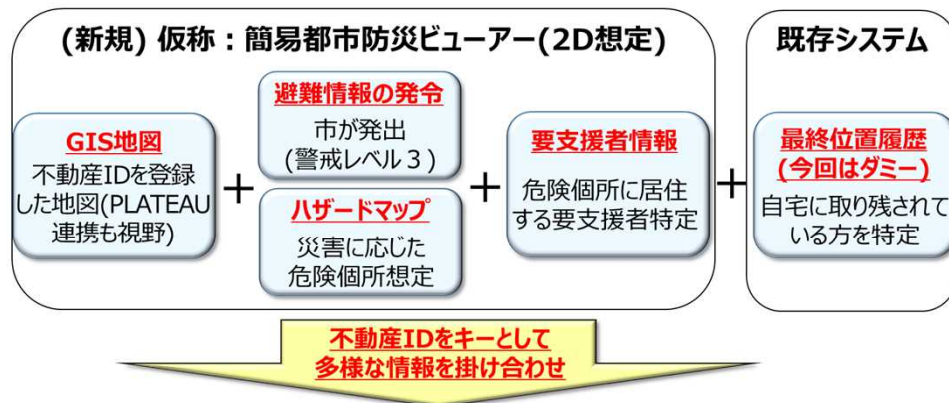 (新規) 仮称：簡易都市防災ビューアー(2D想定)
既存システム
GIS地図
不動産IDを登録
した地図(PLATEAU
連携も視野)
+
避難情報の発令
市が発出
(警戒レベル３)
ハザードマップ
災害に応じた
危険個所想定
+
要支援者情報
危険個所に居住
する要支援者特定
+
最終位置履歴
(今回はダミー)
自宅に取り残されて
いる方を特定
不動産IDをキーとして
多様な情報を掛け合わせ